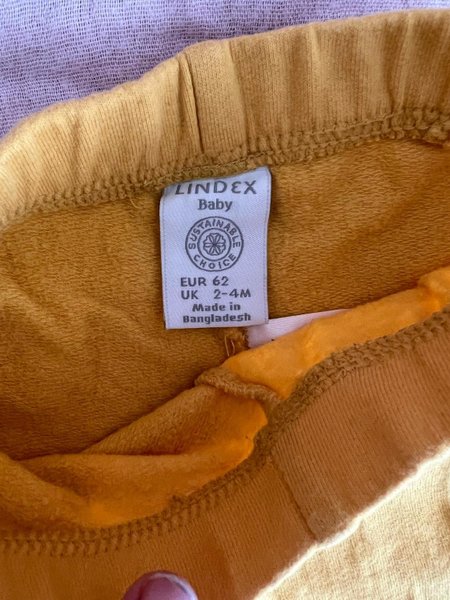 LINDEX
Baby
SUSTAINABLE
CHOICE
EUR 62
UK 2-4M
Made in
Bangladesh